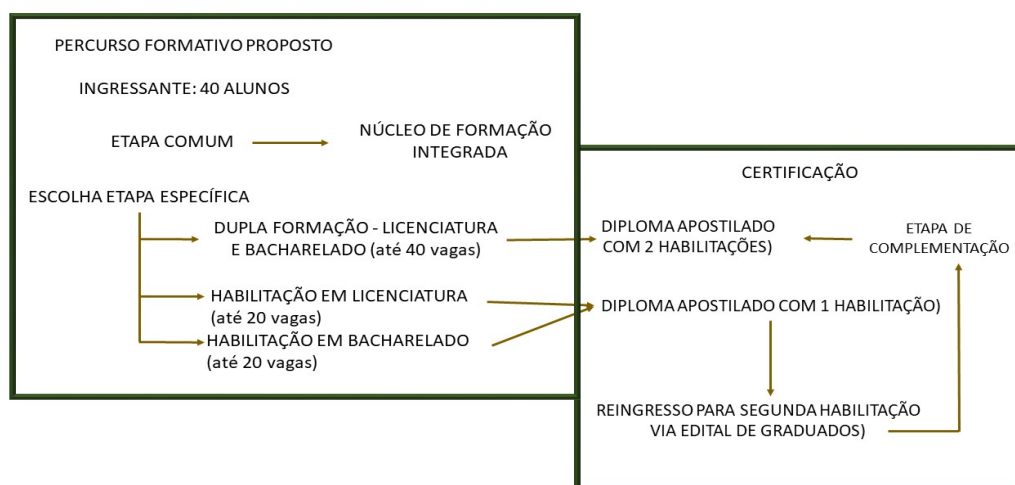 PERCURSO FORMATIVO PROPOSTO
INGRESSANTE: 40 ALUNOS
ETAPA COMUM
NÚCLEO DE FORMAÇÃO
INTEGRADA
ESCOLHA ETAPA ESPECÍFICA
DUPLA FORMAÇÃO - LICENCIATURA
E BACHARELADO (até 40 vagas)
HABILITAÇÃO EM LICENCIATURA
(até 20 vagas)
HABILITAÇÃO EM BACHARELADO
(até 20 vagas)
CERTIFICAÇÃO
DIPLOMA APOSTILADO
COM 2 HABILITAÇÕES)
ETAPA DE
COMPLEMENTAÇÃO
DIPLOMA APOSTILADO COM 1 HABILITAÇÃO)
REINGRESSO PARA SEGUNDA HABILITAÇÃO
VIA EDITAL DE GRADUADOS)